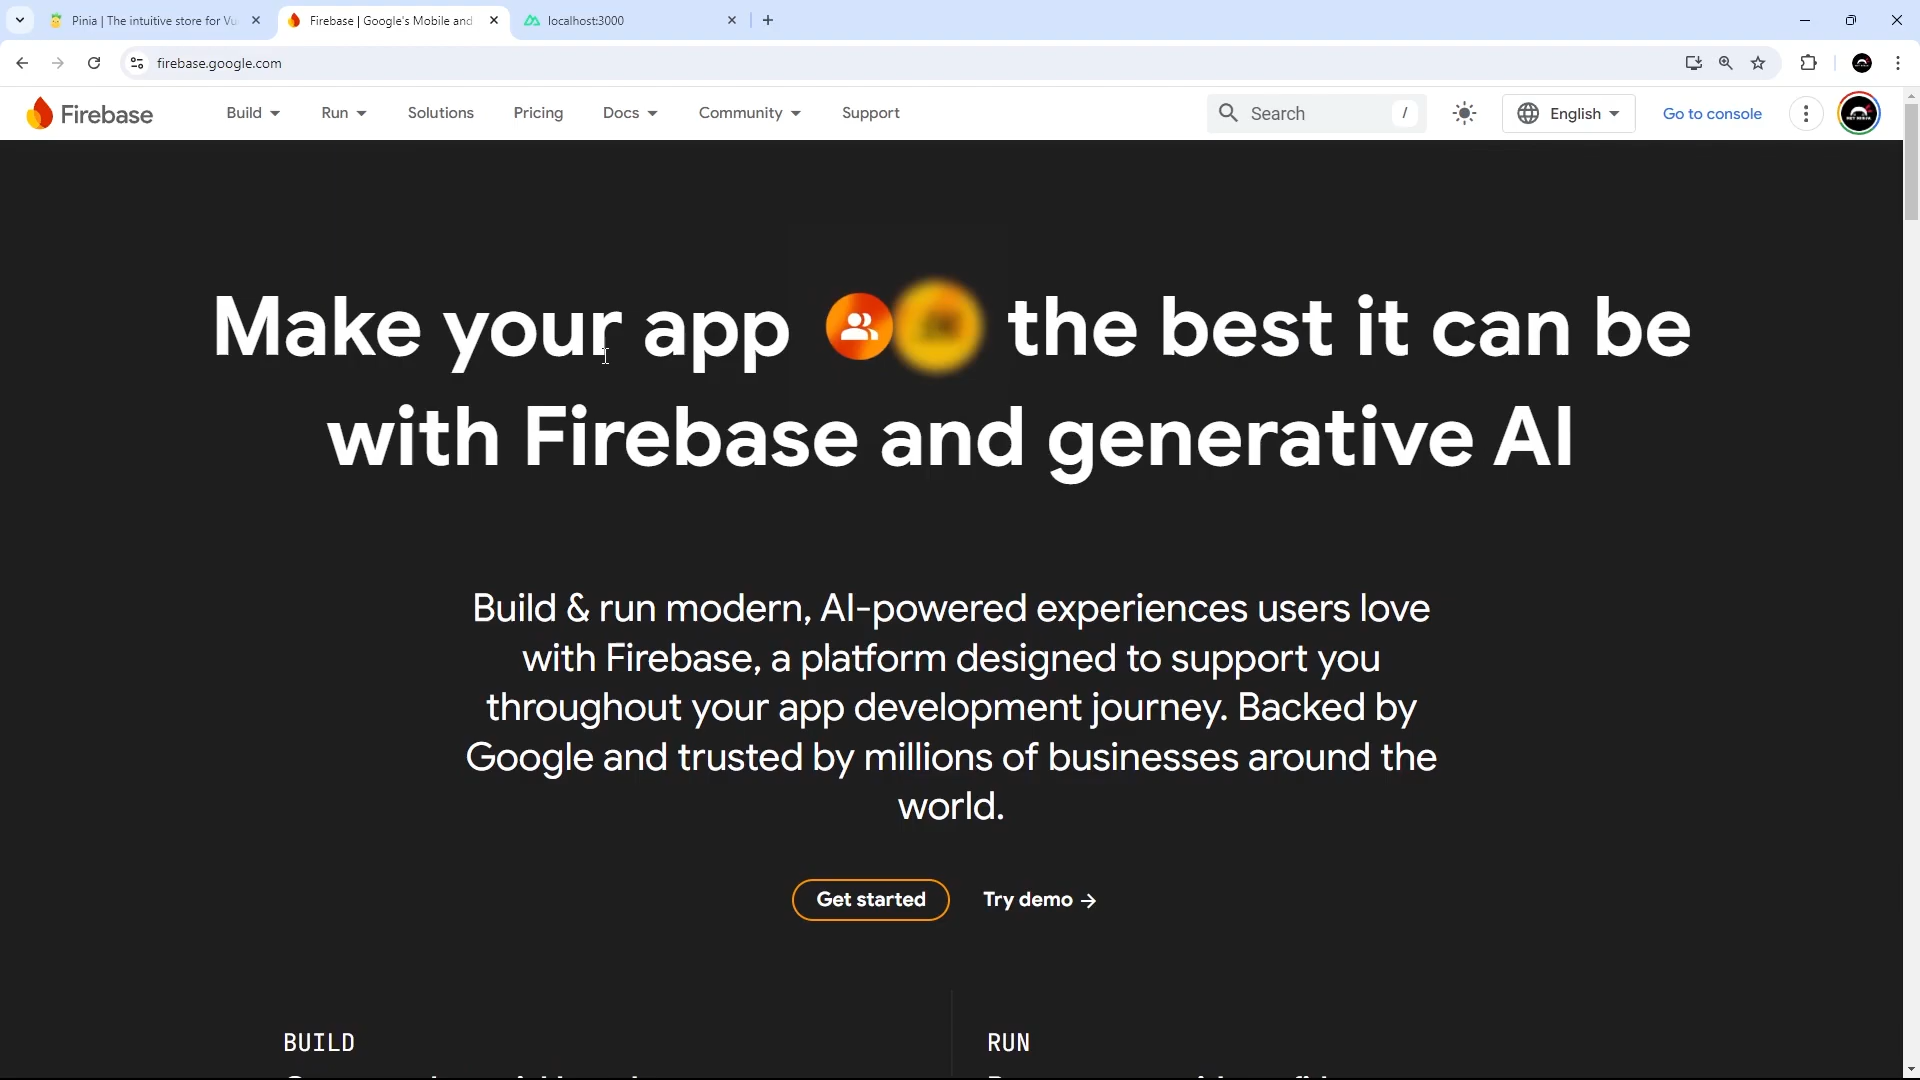 Pinia | The intuitive store for Vu
Firebase | Google's Mobile and
localhost:3000
firebase.google.com
Firebase
Build
Run
Solutions
Pricing
Docs
Community
Support
Search
/
English
Go to console
Make your app the best it can be
with Firebase and generative AI
Build & run modern, AI-powered experiences users love
with Firebase, a platform designed to support you
throughout your app development journey. Backed by
Google and trusted by millions of businesses around the
world.
Get started
Try demo →
BUILD
RUN